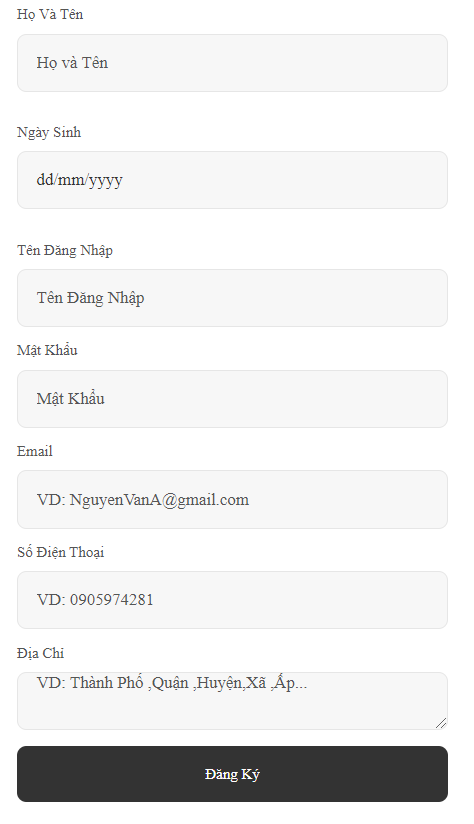 Họ Và Tên
Họ và Tên
Ngày Sinh
dd/mm/yyyy
Tên Đăng Nhập
Tên Đăng Nhập
Mật Khẩu
Mật Khẩu
Email
VD: NguyenVanA@gmail.com
Số Điện Thoại
VD: 0905974281
Địa Chỉ
VD: Thành Phố ,Quận ,Huyện,Xã ,Ấp...
Đăng Ký